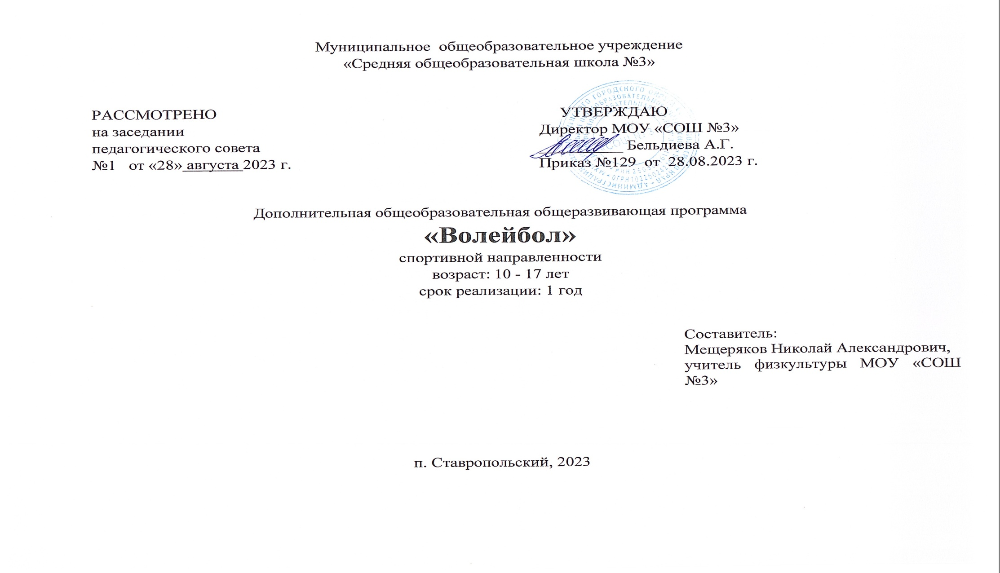 Муниципальное общеобразовательное учреждение
«Средняя общеобразовательная школа №3»
РАССМОТРЕНО
на заседании
педагогического совета
№1 от «28» августа 2023 г.
УТВЕРЖДАЮ
Директор МОУ «СОШ №3»
Бельдиева А.Г.
Приказ №129 от 28.08.2023 г.
Дополнительная общеобразовательная общеразвивающая программа
«Волейбол»
спортивной направленности
возраст: 10 - 17 лет
срок реализации: 1 год
Составитель:
Мещеряков Николай Александрович,
учитель физкультуры МОУ «СОШ
№3»
п. Ставропольский, 2023